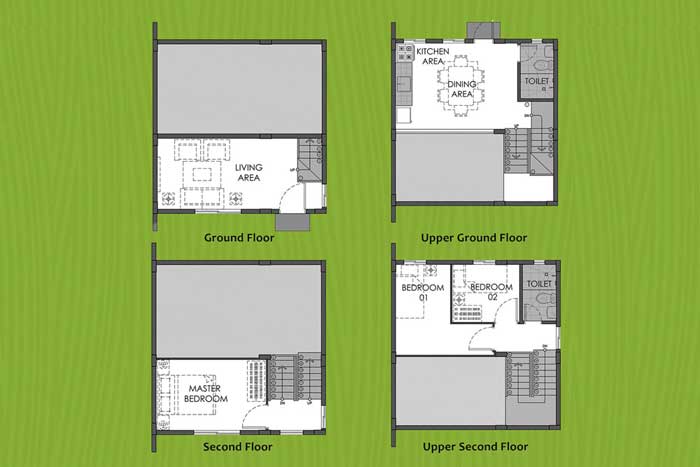 LIVING
AREA
Ground Floor
KITCHEN
AREA
DINING
AREA
TOILET
Upper Ground Floor
MASTER
BEDROOM
Second Floor
BEDROOM
01
BEDROOM
02
TOILET
Upper Second Floor